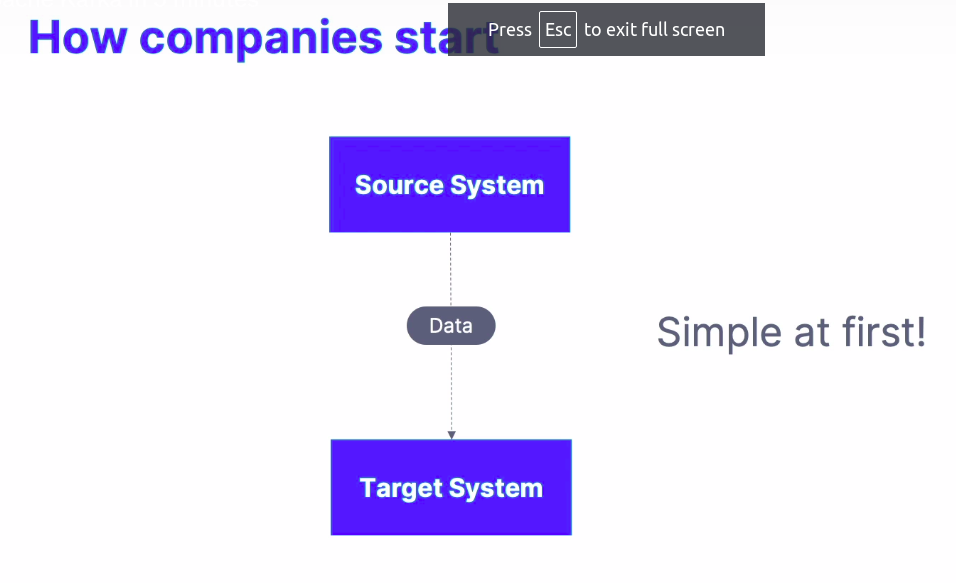 How companies start
Press Esc to exit full screen
Source System
Data
Simple at first!
Target System